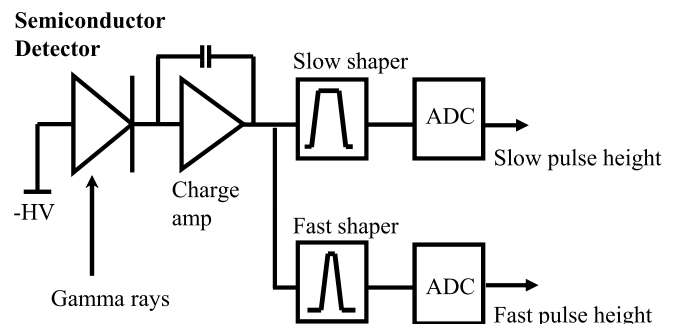 Semiconductor
Detector
Slow shaper
ADC
Slow pulse height
Charge
amp
-HV
Fast shaper
ADC
Gamma rays
Fast pulse height